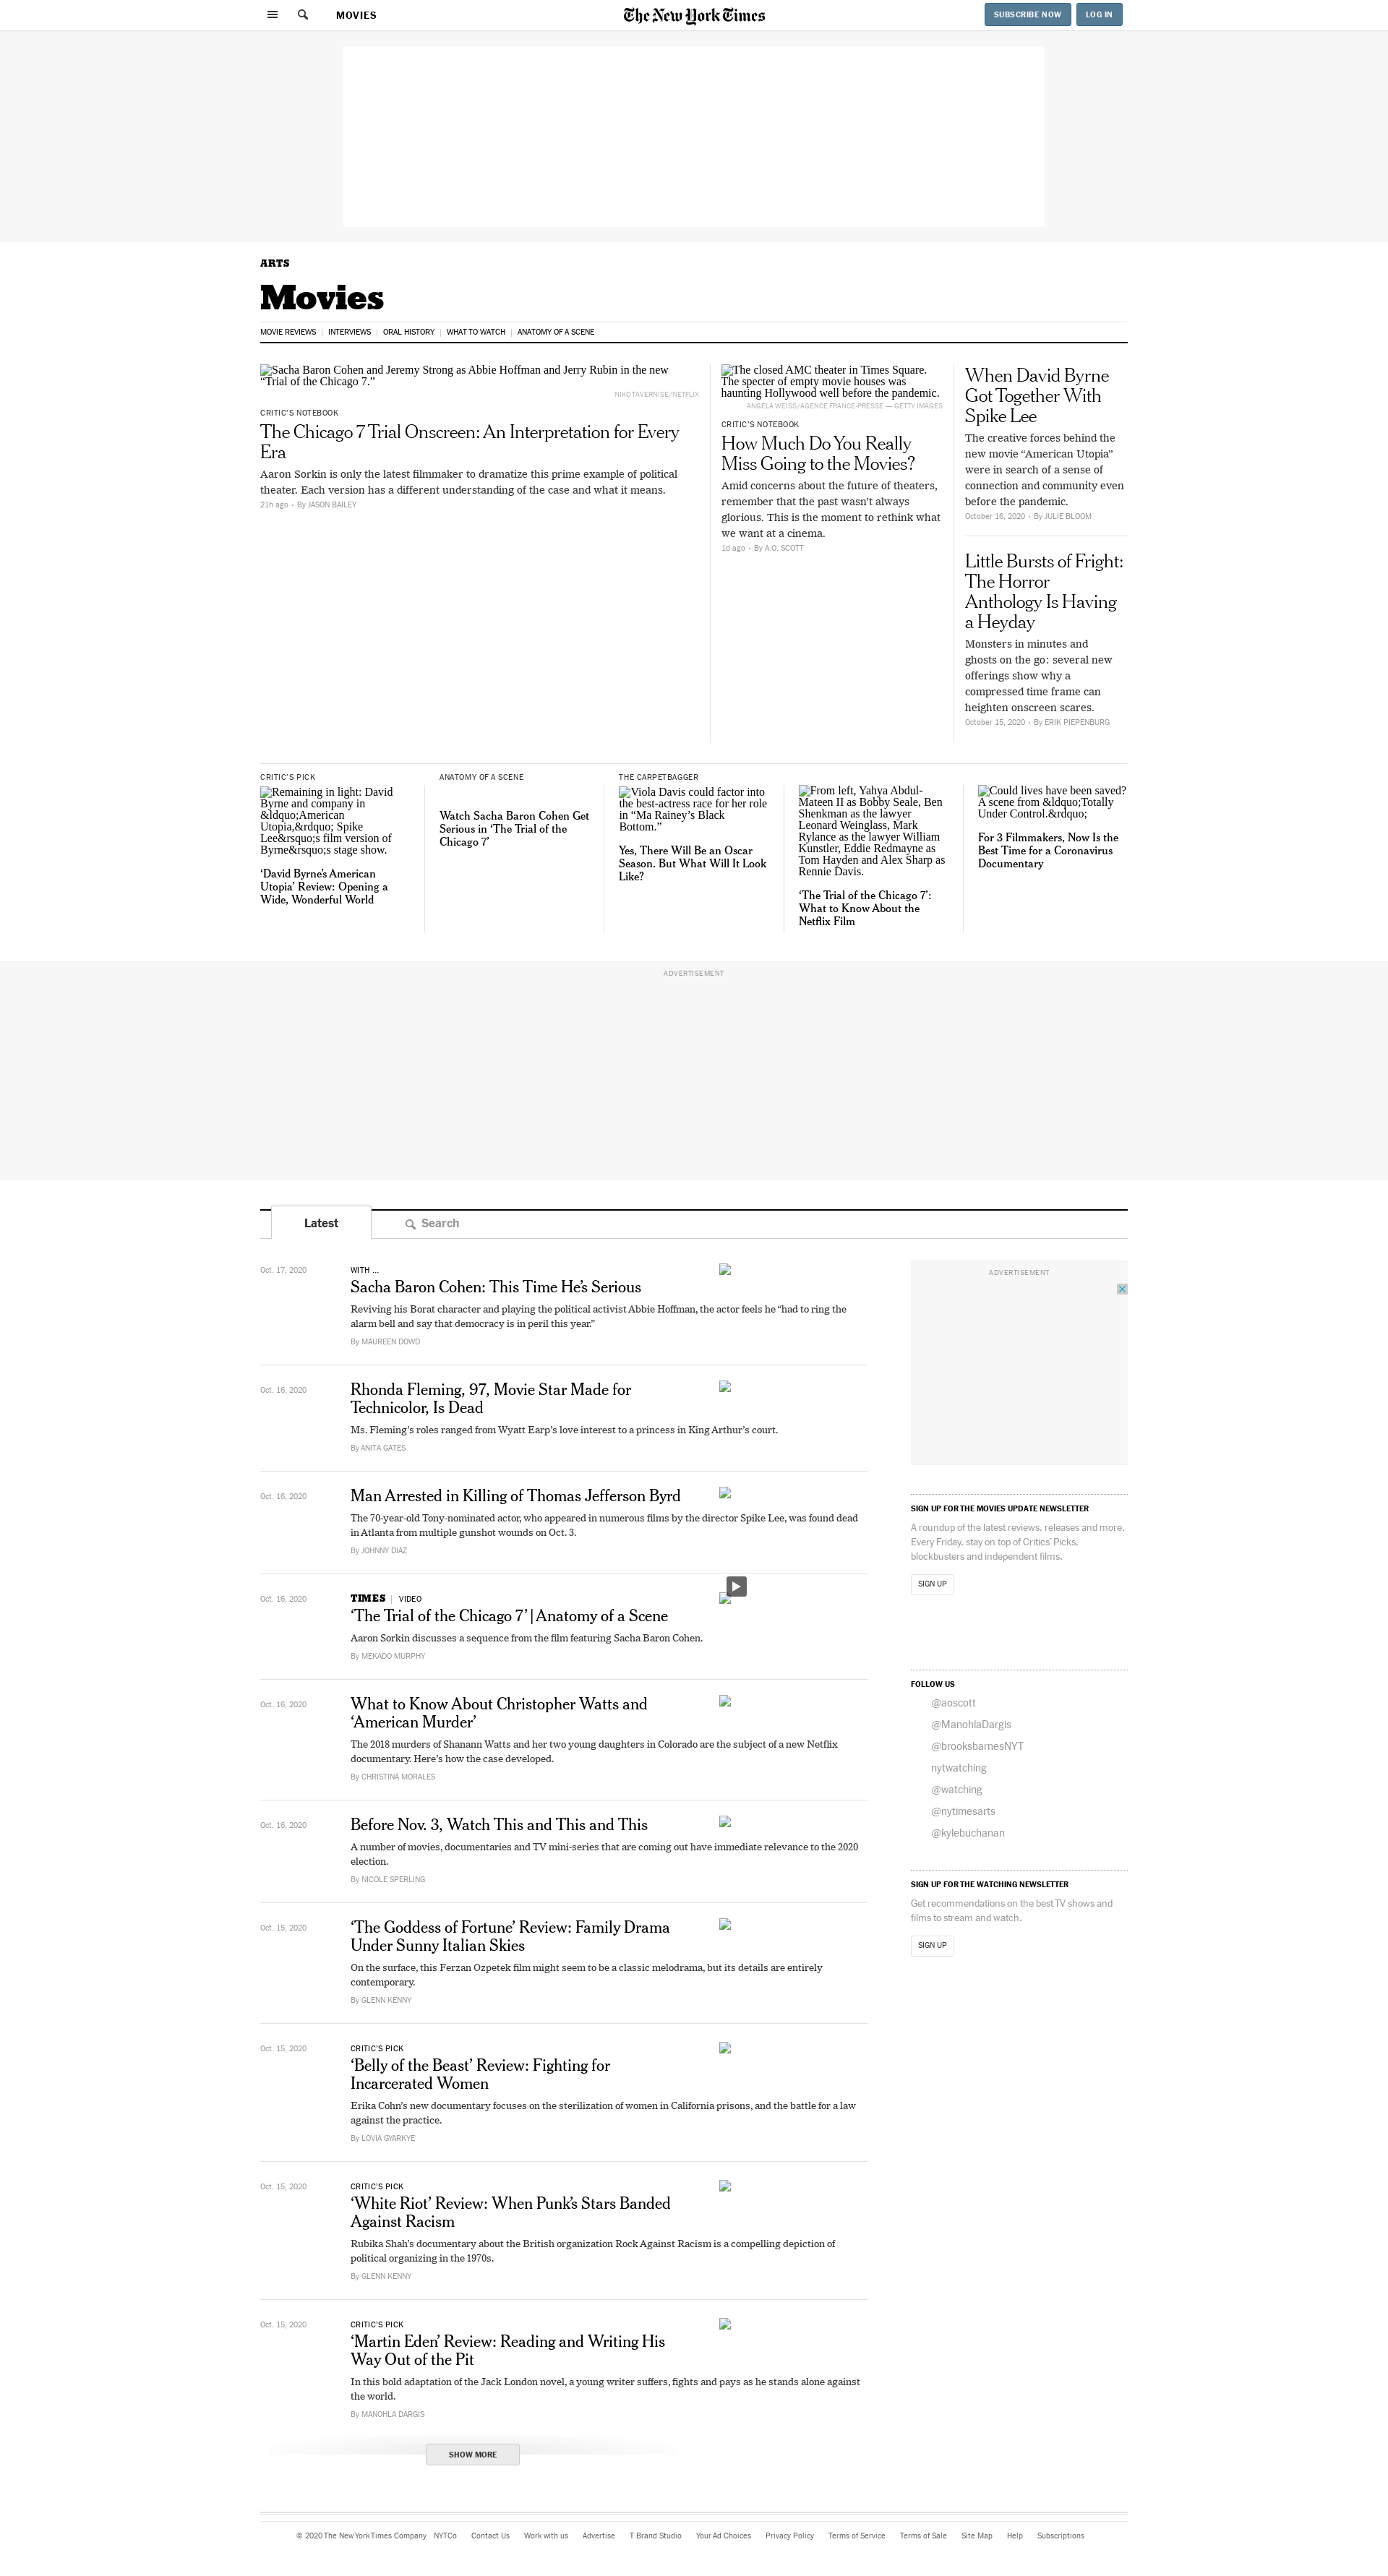 MOVIES
The New York Times
SUBSCRIBE NOW
LOG IN
ARTS
Movies
MOVIE REVIEWS
INTERVIEWS
ORAL HISTORY
WHAT TO WATCH
ANATOMY OF A SCENE
Sacha Baron Cohen and Jeremy Strong as Abbie Hoffman and Jerry Rubin in the new
“Trial of the Chicago 7.”
NIKO TAVERNISE/NETFLIX
CRITIC’S NOTEBOOK
The Chicago 7 Trial Onscreen: An Interpretation for Every
Era
Aaron Sorkin is only the latest filmmaker to dramatize this prime example of political
theater. Each version has a different understanding of the case and what it means.
21h ago • By JASON BAILEY
The closed AMC theater in Times Square.
The specter of empty movie houses was
haunting Hollywood well before the pandemic.
ANGELA WEISS/AGENCE FRANCE-PRESSE — GETTY IMAGES
CRITIC’S NOTEBOOK
How Much Do You Really
Miss Going to the Movies?
Amid concerns about the future of theaters,
remember that the past wasn’t always
glorious. This is the moment to rethink what
we want at a cinema.
1d ago • By A.O. SCOTT
When David Byrne
Got Together With
Spike Lee
The creative forces behind the
new movie “American Utopia”
were in search of a sense of
connection and community even
before the pandemic.
October 16, 2020 • By JULIE BLOOM
Little Bursts of Fright:
The Horror
Anthology Is Having
a Heyday
Monsters in minutes and
ghosts on the go: several new
offerings show why a
compressed time frame can
heighten onscreen scares.
October 15, 2020 • By ERIK PIEPENBURG
CRITIC’S PICK
Remaining in light: David
Byrne and company in
&ldquo;American
Utopia,&rdquo; Spike
Lee&rsquo;s film version of
Byrne&rsquo;s stage show.
‘David Byrne’s American
Utopia’ Review: Opening a
Wide, Wonderful World
ANATOMY OF A SCENE
Watch Sacha Baron Cohen Get
Serious in ‘The Trial of the
Chicago 7’
THE CARPETBAGGER
Viola Davis could factor into
the best-actress race for her role
in “Ma Rainey’s Black
Bottom.”
Yes, There Will Be an Oscar
Season. But What Will It Look
Like?
From left, Yahya Abdul-
Mateen II as Bobby Seale, Ben
Shenkman as the lawyer
Leonard Weinglass, Mark
Rylance as the lawyer William
Kunstler, Eddie Redmayne as
Tom Hayden and Alex Sharp as
Rennie Davis.
‘The Trial of the Chicago 7’:
What to Know About the
Netflix Film
Could lives have been saved?
A scene from &ldquo;Totally
Under Control.&rdquo;
For 3 Filmmakers, Now Is the
Best Time for a Coronavirus
Documentary
ADVERTISEMENT
Latest
Search
Oct. 17, 2020
WITH ...
Sacha Baron Cohen: This Time He’s Serious
Reviving his Borat character and playing the political activist Abbie Hoffman, the actor feels he “had to ring the
alarm bell and say that democracy is in peril this year.”
By MAUREEN DOWD
Oct. 16, 2020
Rhonda Fleming, 97, Movie Star Made for
Technicolor, Is Dead
Ms. Fleming’s roles ranged from Wyatt Earp’s love interest to a princess in King Arthur’s court.
By ANITA GATES
Oct. 16, 2020
Man Arrested in Killing of Thomas Jefferson Byrd
The 70-year-old Tony-nominated actor, who appeared in numerous films by the director Spike Lee, was found dead
in Atlanta from multiple gunshot wounds on Oct. 3.
By JOHNNY DIAZ
Oct. 16, 2020
TIMES | VIDEO
‘The Trial of the Chicago 7’ | Anatomy of a Scene
Aaron Sorkin discusses a sequence from the film featuring Sacha Baron Cohen.
By MEKADO MURPHY
Oct. 16, 2020
What to Know About Christopher Watts and
‘American Murder’
The 2018 murders of Shanann Watts and her two young daughters in Colorado are the subject of a new Netflix
documentary. Here’s how the case developed.
By CHRISTINA MORALES
Oct. 16, 2020
Before Nov. 3, Watch This and This and This
A number of movies, documentaries and TV mini-series that are coming out have immediate relevance to the 2020
election.
By NICOLE SPERLING
Oct. 15, 2020
‘The Goddess of Fortune’ Review: Family Drama
Under Sunny Italian Skies
On the surface, this Ferzan Ozpetek film might seem to be a classic melodrama, but its details are entirely
contemporary.
By GLENN KENNY
Oct. 15, 2020
CRITIC’S PICK
‘Belly of the Beast’ Review: Fighting for
Incarcerated Women
Erika Cohn’s new documentary focuses on the sterilization of women in California prisons, and the battle for a law
against the practice.
By LOVIA GYARKYE
Oct. 15, 2020
CRITIC’S PICK
‘White Riot’ Review: When Punk’s Stars Banded
Against Racism
Rubika Shah’s documentary about the British organization Rock Against Racism is a compelling depiction of
political organizing in the 1970s.
By GLENN KENNY
Oct. 15, 2020
CRITIC’S PICK
‘Martin Eden’ Review: Reading and Writing His
Way Out of the Pit
In this bold adaptation of the Jack London novel, a young writer suffers, fights and pays as he stands alone against
the world.
By MANOHLA DARGIS
SHOW MORE
ADVERTISEMENT
SIGN UP FOR THE MOVIES UPDATE NEWSLETTER
A roundup of the latest reviews, releases and more.
Every Friday, stay on top of Critics’ Picks,
blockbusters and independent films.
SIGN UP
FOLLOW US
@aoscott
@ManohlaDargis
@brooksbarnesNYT
nytwatching
@watching
@nytimesarts
@kylebuchanan
SIGN UP FOR THE WATCHING NEWSLETTER
Get recommendations on the best TV shows and
films to stream and watch.
SIGN UP
© 2020 The New York Times Company
NYTCo
Contact Us
Work with us
Advertise
T Brand Studio
Your Ad Choices
Privacy Policy
Terms of Service
Terms of Sale
Site Map
Help
Subscriptions